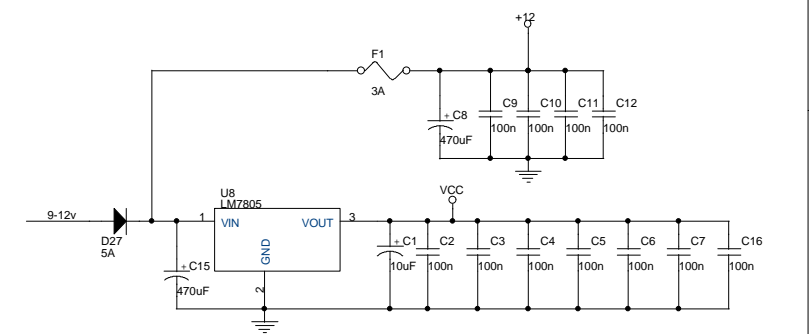 +12
F1
3A
C8
470uF
C9
100n
C10
100n
C11
100n
C12
100n
9-12v
D27
5A
C15
470uF
U8
LM7805
1
VIN
VOUT
3
GND
2
VCC
C1
10uF
C2
100n
C3
100n
C4
100n
C5
100n
C6
100n
C7
100n
C16
100n